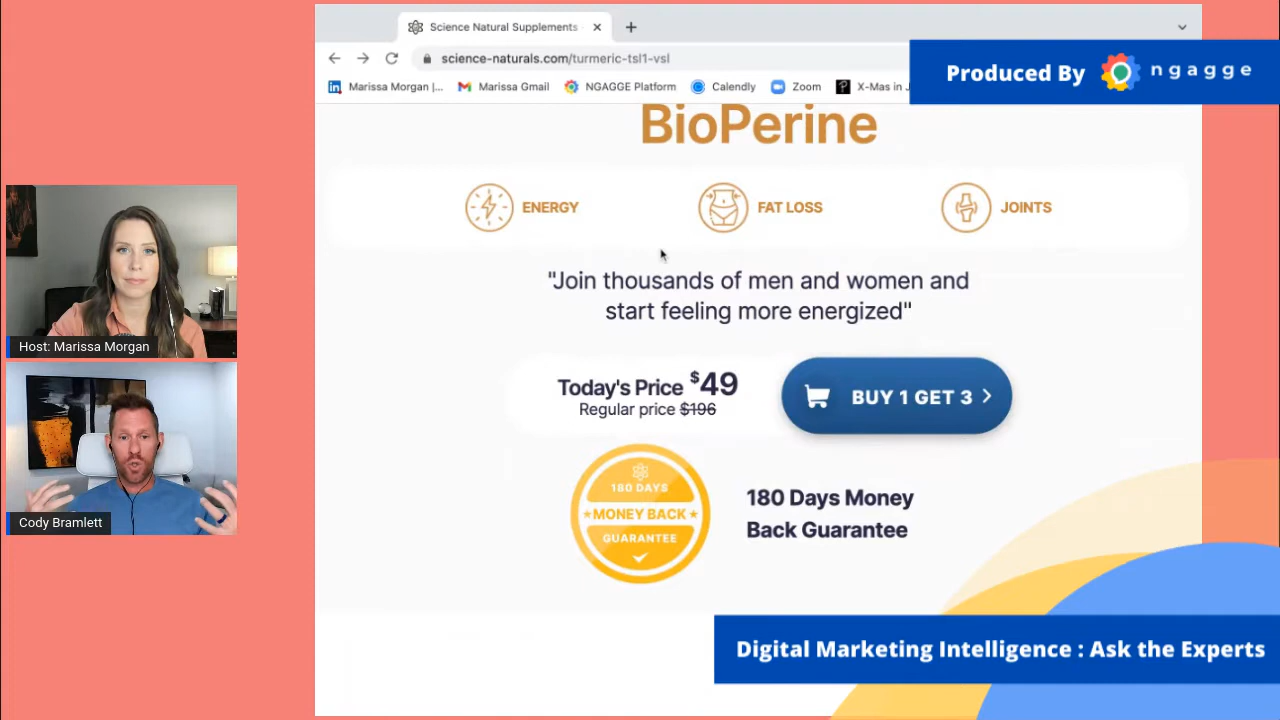 Science Natural Supplements
science-naturals.com/turmeric-tsl1-vsl
Marissa Morgan |...
Marissa Gmail
NGAGGE Platform
Calendly
Zoom
X-Mas in J
Produced By ngagge
BioPerine
ENERGY
FAT LOSS
JOINTS
"Join thousands of men and women and
start feeling more energized"
Today's Price $49
Regular price $196
BUY 1 GET 3
180 DAYS
MONEY BACK
GUARANTEE
180 Days Money
Back Guarantee
Host: Marissa Morgan
Cody Bramlett
Digital Marketing Intelligence : Ask the Experts